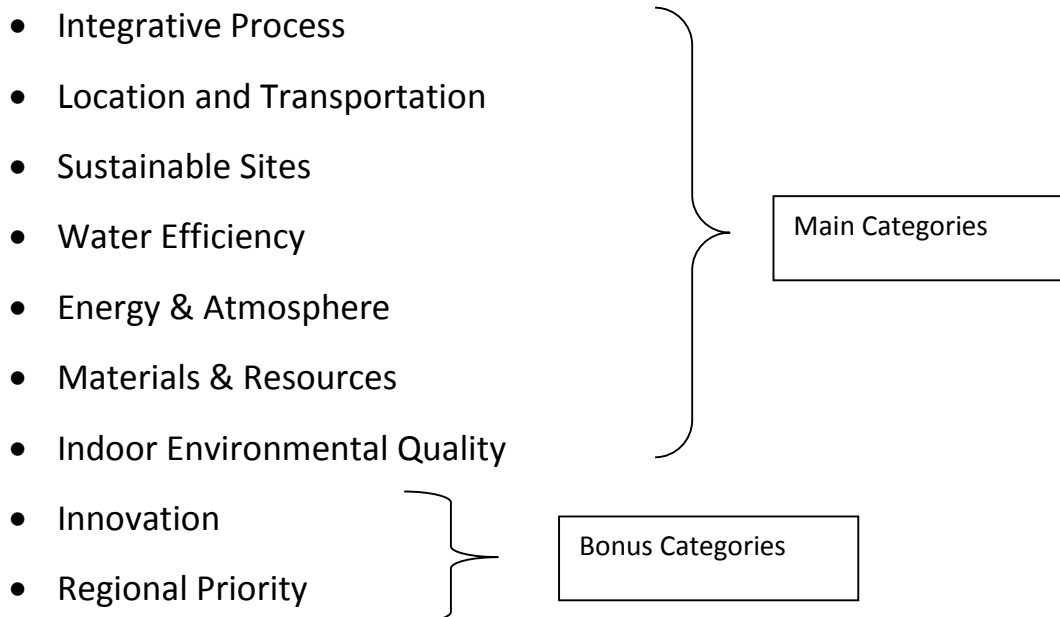 • Integrative Process
• Location and Transportation
• Sustainable Sites
• Water Efficiency
• Energy & Atmosphere
• Materials & Resources
• Indoor Environmental Quality
Main Categories
• Innovation
• Regional Priority
Bonus Categories